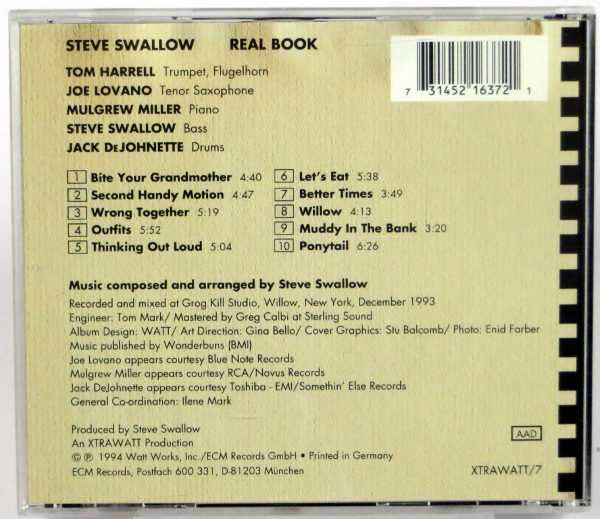 STEVE SWALLOW REAL BOOK
TOM HARRELL Trumpet, Flugelhorn
JOE LOVANO Tenor Saxophone
MULGREW MILLER Piano
STEVE SWALLOW Bass
JACK DeJOHNETTE Drums
7 31452 16372 1
1 Bite Your Grandmother 4:40
2 Second Handy Motion 4:47
3 Wrong Together 5:19
4 Outfits 5:52
5 Thinking Out Loud 5:04
6 Let's Eat 5:38
7 Better Times 3:49
8 Willow 4:13
9 Muddy In The Bank 3:20
10 Ponytail 6:26
Music composed and arranged by Steve Swallow
Recorded and mixed at Grog Kill Studio, Willow, New York, December 1993
Engineer: Tom Mark/ Mastered by Greg Calbi at Sterling Sound
Album Design: WATT/ Art Direction: Gina Bello/ Cover Graphics: Stu Balcomb/ Photo: Enid Farber
Music published by Wonderbuns (BMI)
Joe Lovano appears courtesy Blue Note Records
Mulgrew Miller appears courtesy RCA/Novus Records
Jack DeJohnette appears courtesy Toshiba - EMI/Somethin' Else Records
General Co-ordination: Ilene Mark
Produced by Steve Swallow
An XTRAWATT Production
© ℗ 1994 Watt Works, Inc./ECM Records GmbH • Printed in Germany
ECM Records, Postfach 600 331, D-81203 München
AAD
XTRAWATT/7